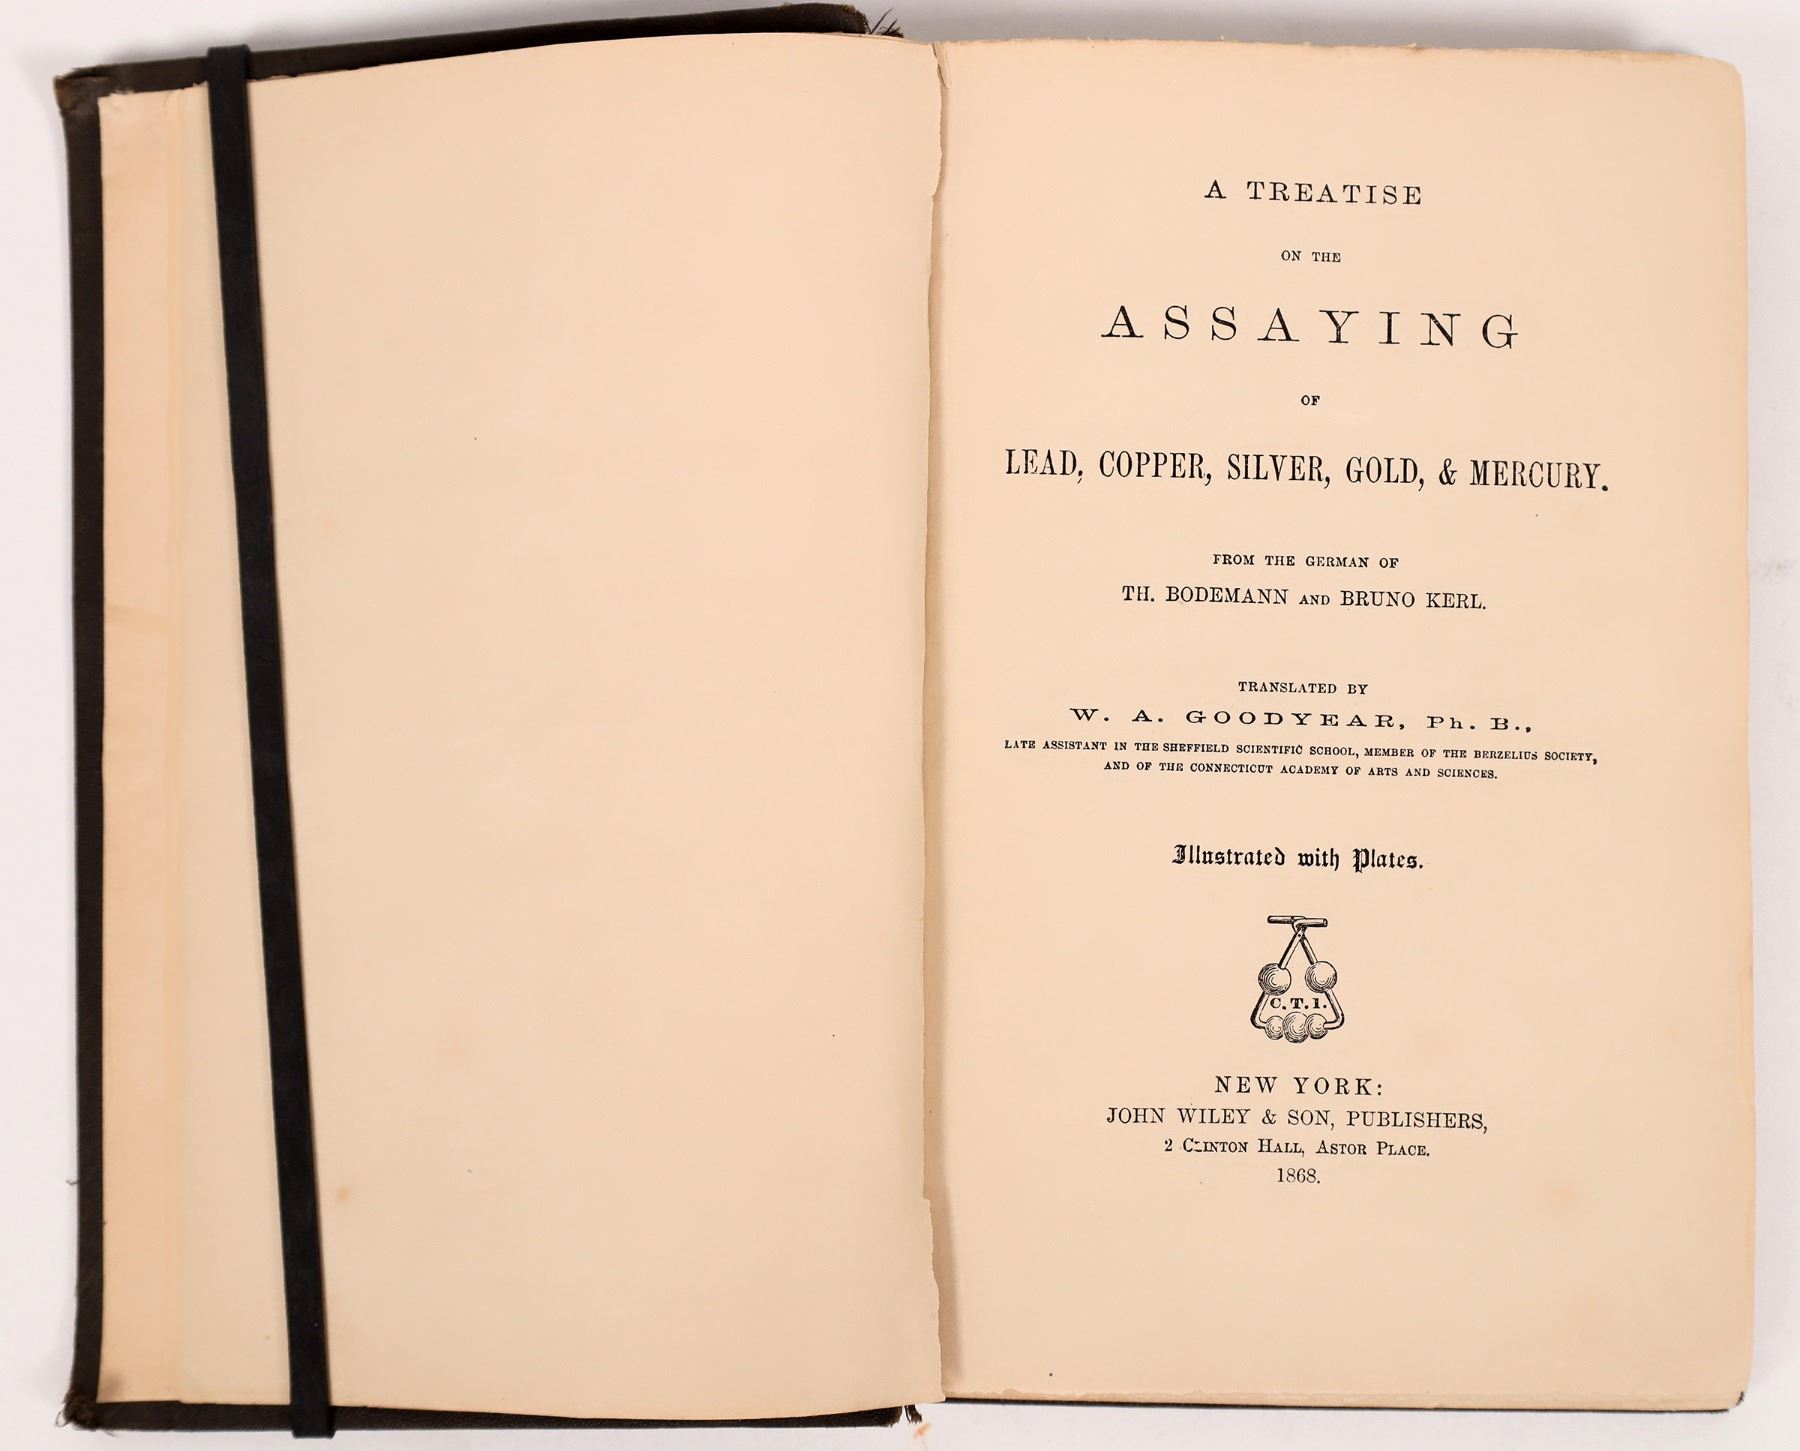 A TREATISE
ON THE
ASSAYING
OF
LEAD, COPPER, SILVER, GOLD, & MERCURY.
FROM THE GERMAN OF
TH. BODEMANN AND BRUNO KERL.
TRANSLATED BY
W. A. GOODYEAR, Ph. B.,
LATE ASSISTANT IN THE SHEFFIELD SCIENTIFIC SCHOOL, MEMBER OF THE BERZELIUS SOCIETY,
AND OF THE CONNECTICUT ACADEMY OF ARTS AND SCIENCES.
Illustrated with Plates.
C. T. 1.
NEW YORK:
JOHN WILEY & SON, PUBLISHERS,
2 CLINTON HALL, ASTOR PLACE.
1868.